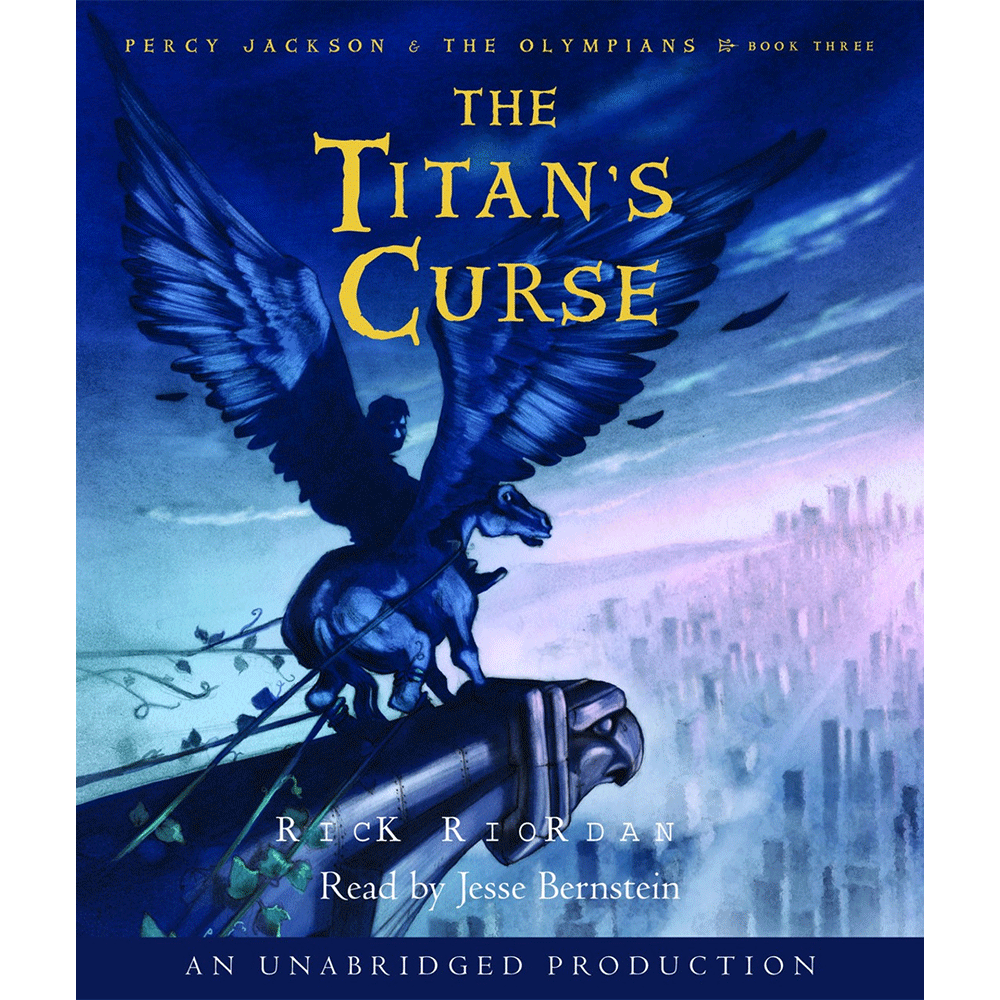 PERCY JACKSON & THE OLYMPIANS BOOK THREE
THE
TITAN'S
CURSE
RICK RIORDAN
Read by Jesse Bernstein
AN UNABRIDGED PRODUCTION